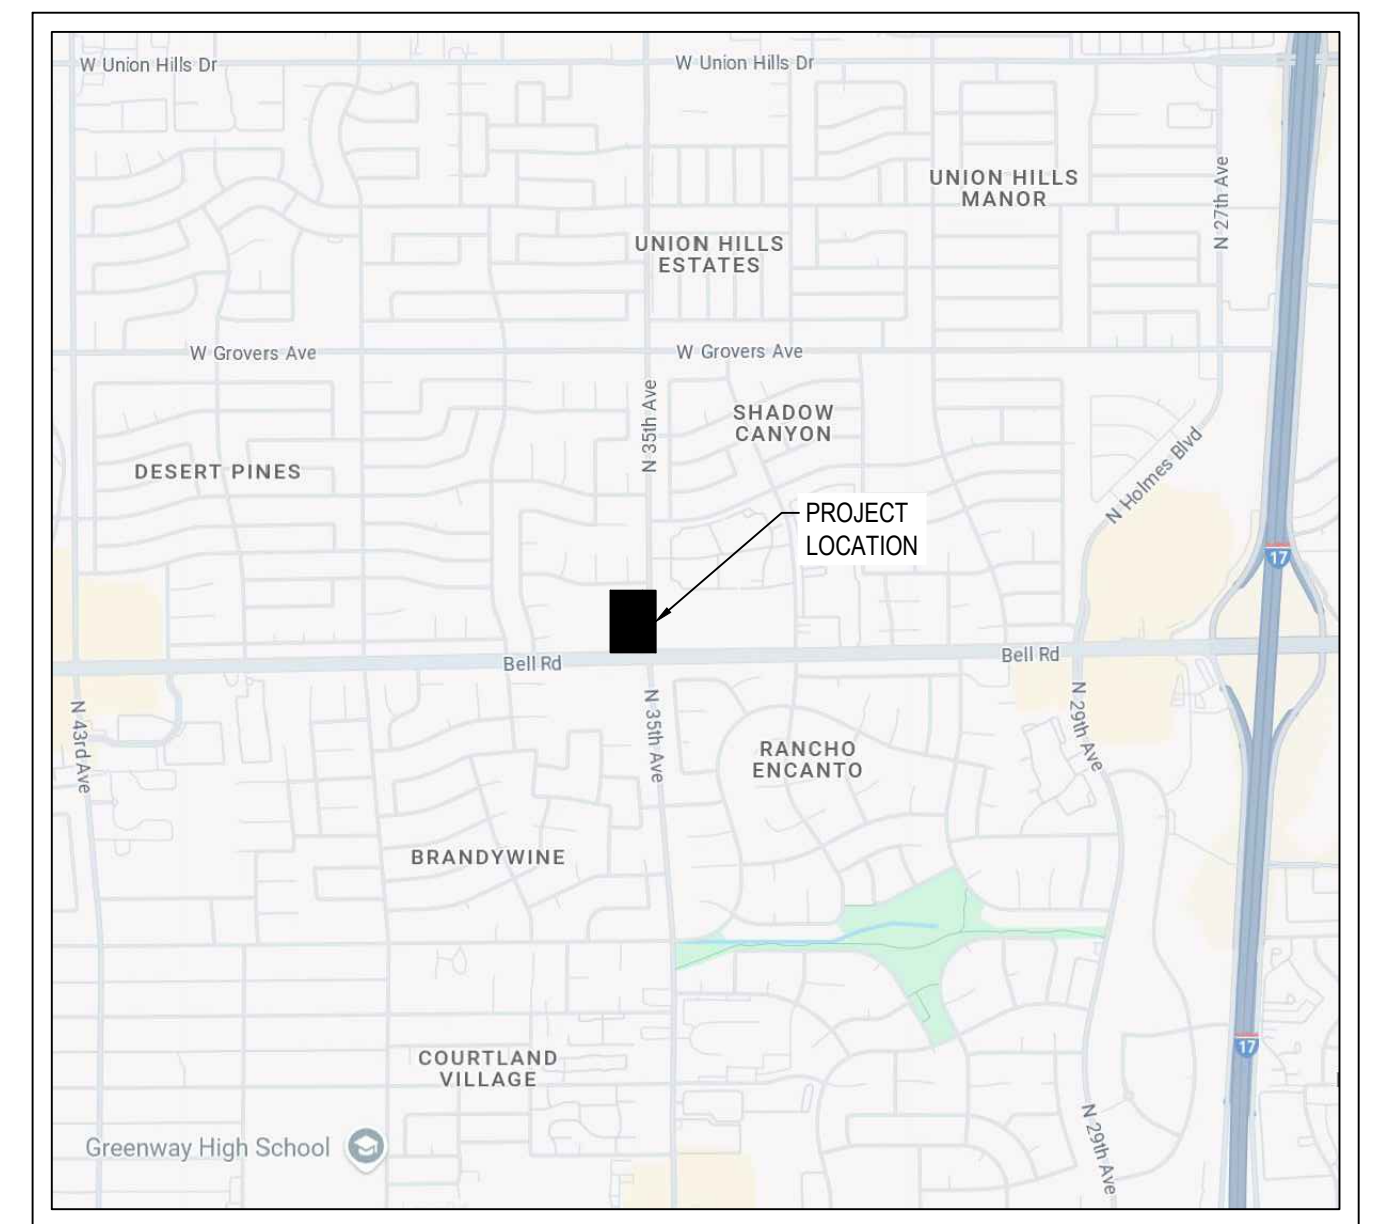 W Union Hills Dr
W Union Hills Dr
UNION HILLS
MANOR
N 27th Ave
UNION HILLS
ESTATES
W Grovers Ave
W Grovers Ave
N 35th Ave
SHADOW
CANYON
DESERT PINES
N Holmes Blvd
PROJECT
LOCATION
17
Bell Rd
Bell Rd
N 43rd Ave
N 35th Ave
N 29th Ave
RANCHO
ENCANTO
BRANDYWINE
17
COURTLAND
VILLAGE
Greenway High School
N 29th Ave